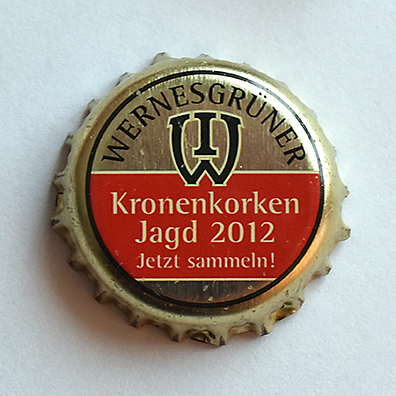 WERNESGRÜNER
W
Kronenkorken
Jagd 2012
Jetzt sammeln!